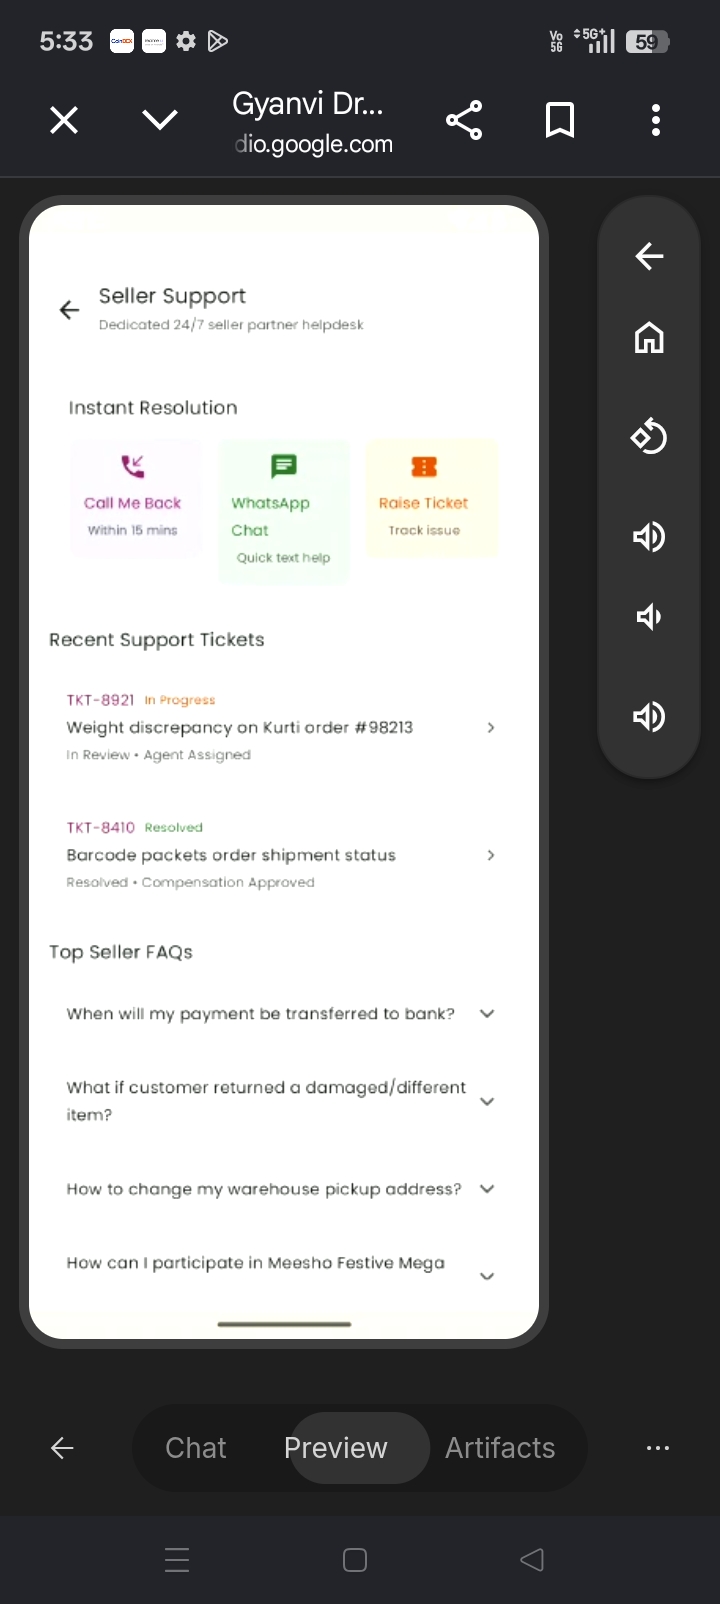 5:33
Vo
5G
5G+
59
Gyanvi Dr...
dio.google.com
Seller Support
Dedicated 24/7 seller partner helpdesk
Instant Resolution
Call Me Back
Within 15 mins
WhatsApp
Chat
Quick text help
Raise Ticket
Track issue
Recent Support Tickets
TKT-8921 In Progress
Weight discrepancy on Kurti order #98213
In Review • Agent Assigned
TKT-8410 Resolved
Barcode packets order shipment status
Resolved • Compensation Approved
Top Seller FAQs
When will my payment be transferred to bank?
What if customer returned a damaged/different
item?
How to change my warehouse pickup address?
How can I participate in Meesho Festive Mega
Chat
Preview
Artifacts